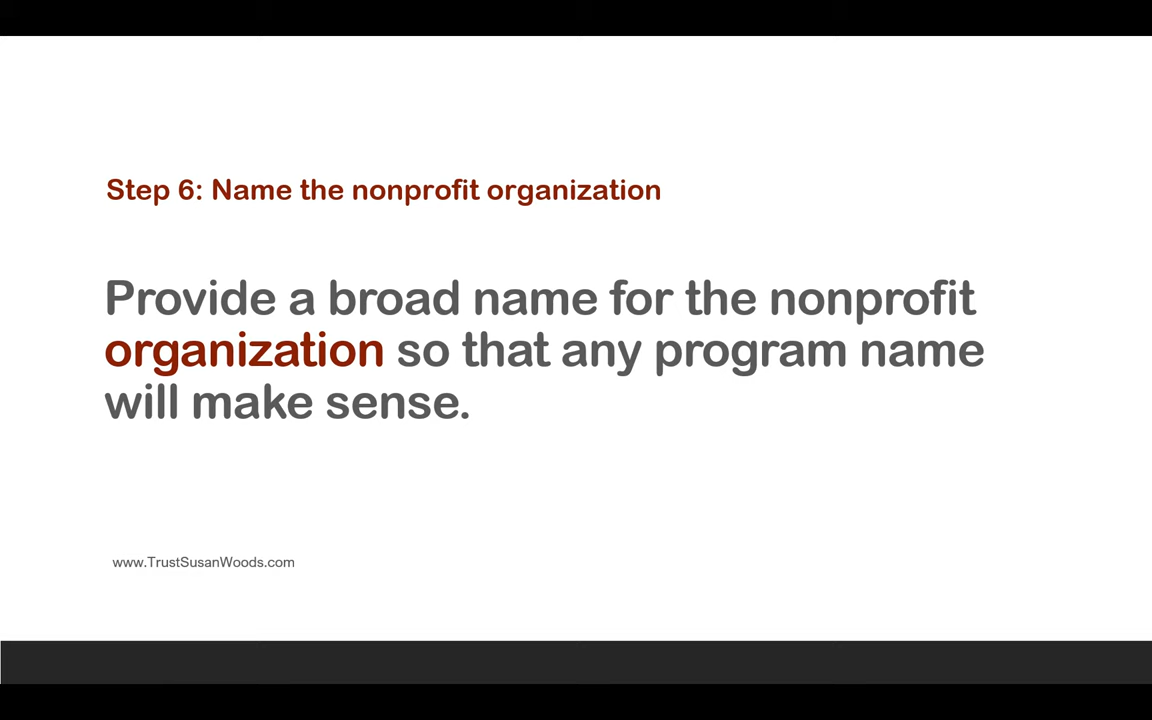 Step 6: Name the nonprofit organization
Provide a broad name for the nonprofit
organization so that any program name
will make sense.
www.TrustSusanWoods.com